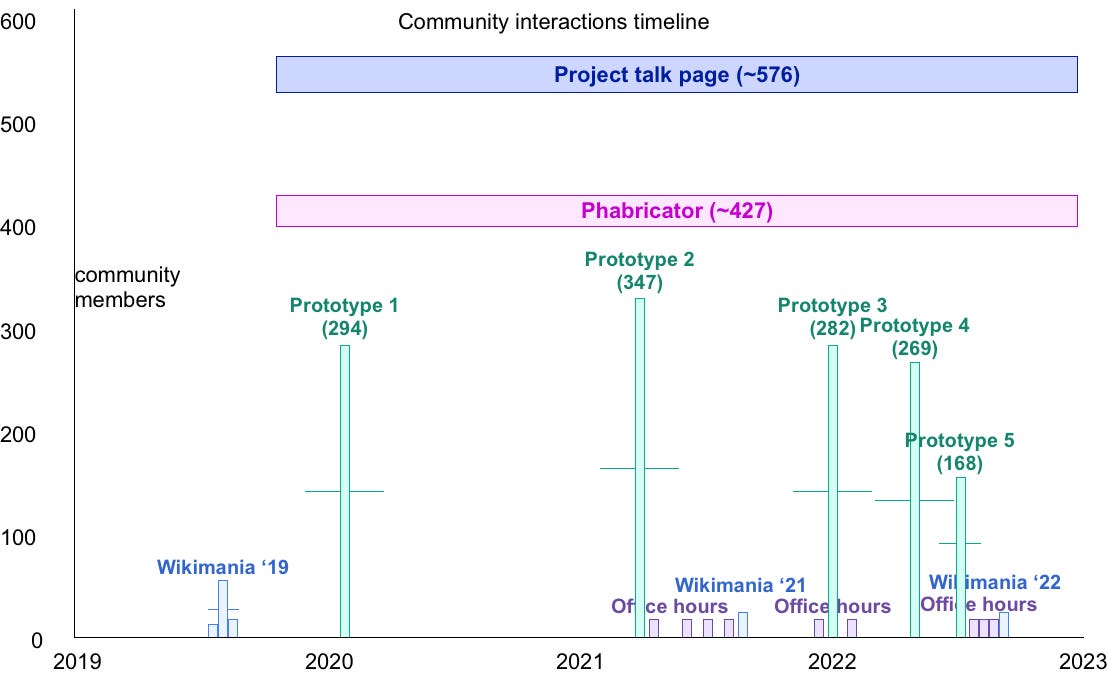 600
Community interactions timeline
Project talk page (~576)
500
Phabricator (~427)
400
Prototype 2
(347)
community
members
Prototype 1
(294)
Prototype 3
(282)
Prototype 4
(269)
300
200
Prototype 5
(168)
100
Wikimania ‘19
Wikimania ‘21
Wikimania ‘22
Office hours
Office hours
Office hours
0
2019
2020
2021
2022
2023